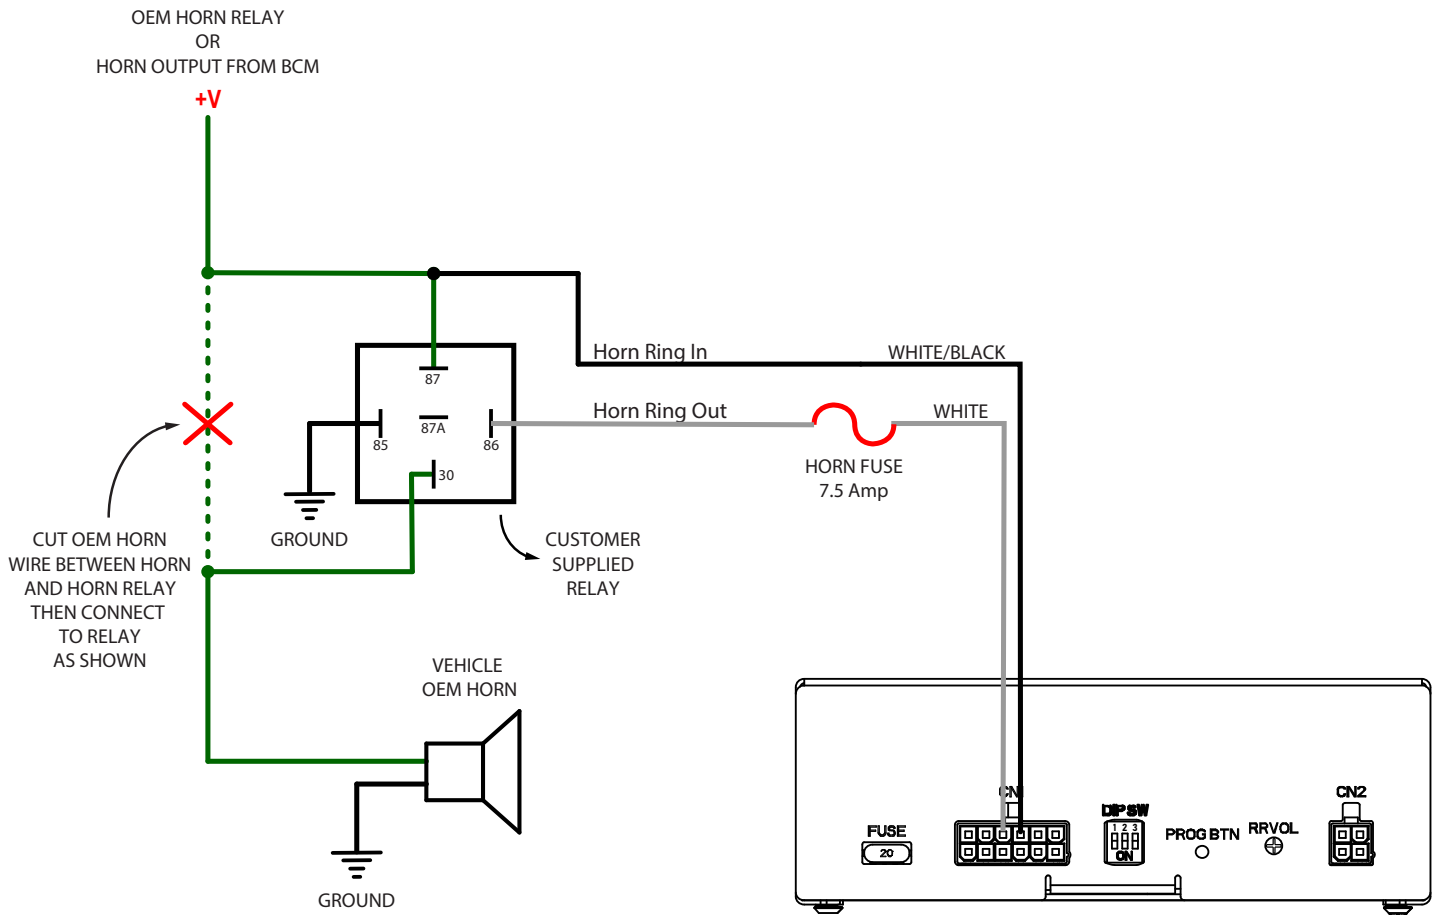 OEM HORN RELAY
OR
HORN OUTPUT FROM BCM
+V
Horn Ring In
WHITE/BLACK
87
Horn Ring Out
WHITE
87A
85
86
30
HORN FUSE
7.5 Amp
GROUND
CUT OEM HORN
WIRE BETWEEN HORN
AND HORN RELAY
THEN CONNECT
TO RELAY
AS SHOWN
CUSTOMER
SUPPLIED
RELAY
VEHICLE
OEM HORN
GROUND
CN1
CN2
DIP SW
FUSE
1 2 3
PROG BTN
RRVOL
20
ON